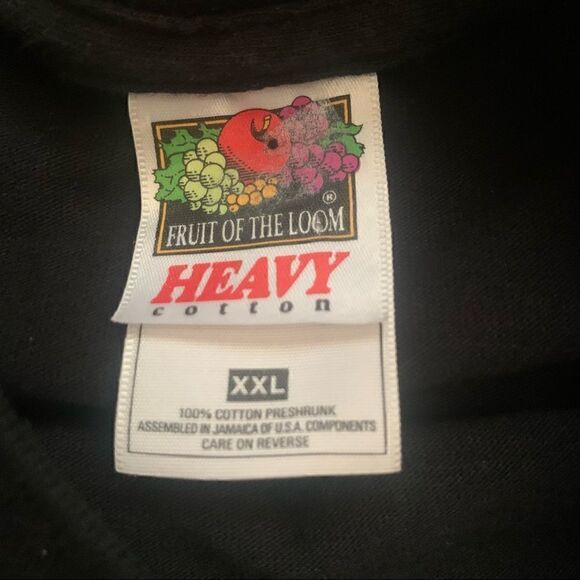 ®
FRUIT OF THE LOOM
HEAVY
cotton
XXL
100% COTTON PRESHRUNK
ASSEMBLED IN JAMAICA OF U.S.A. COMPONENTS
CARE ON REVERSE